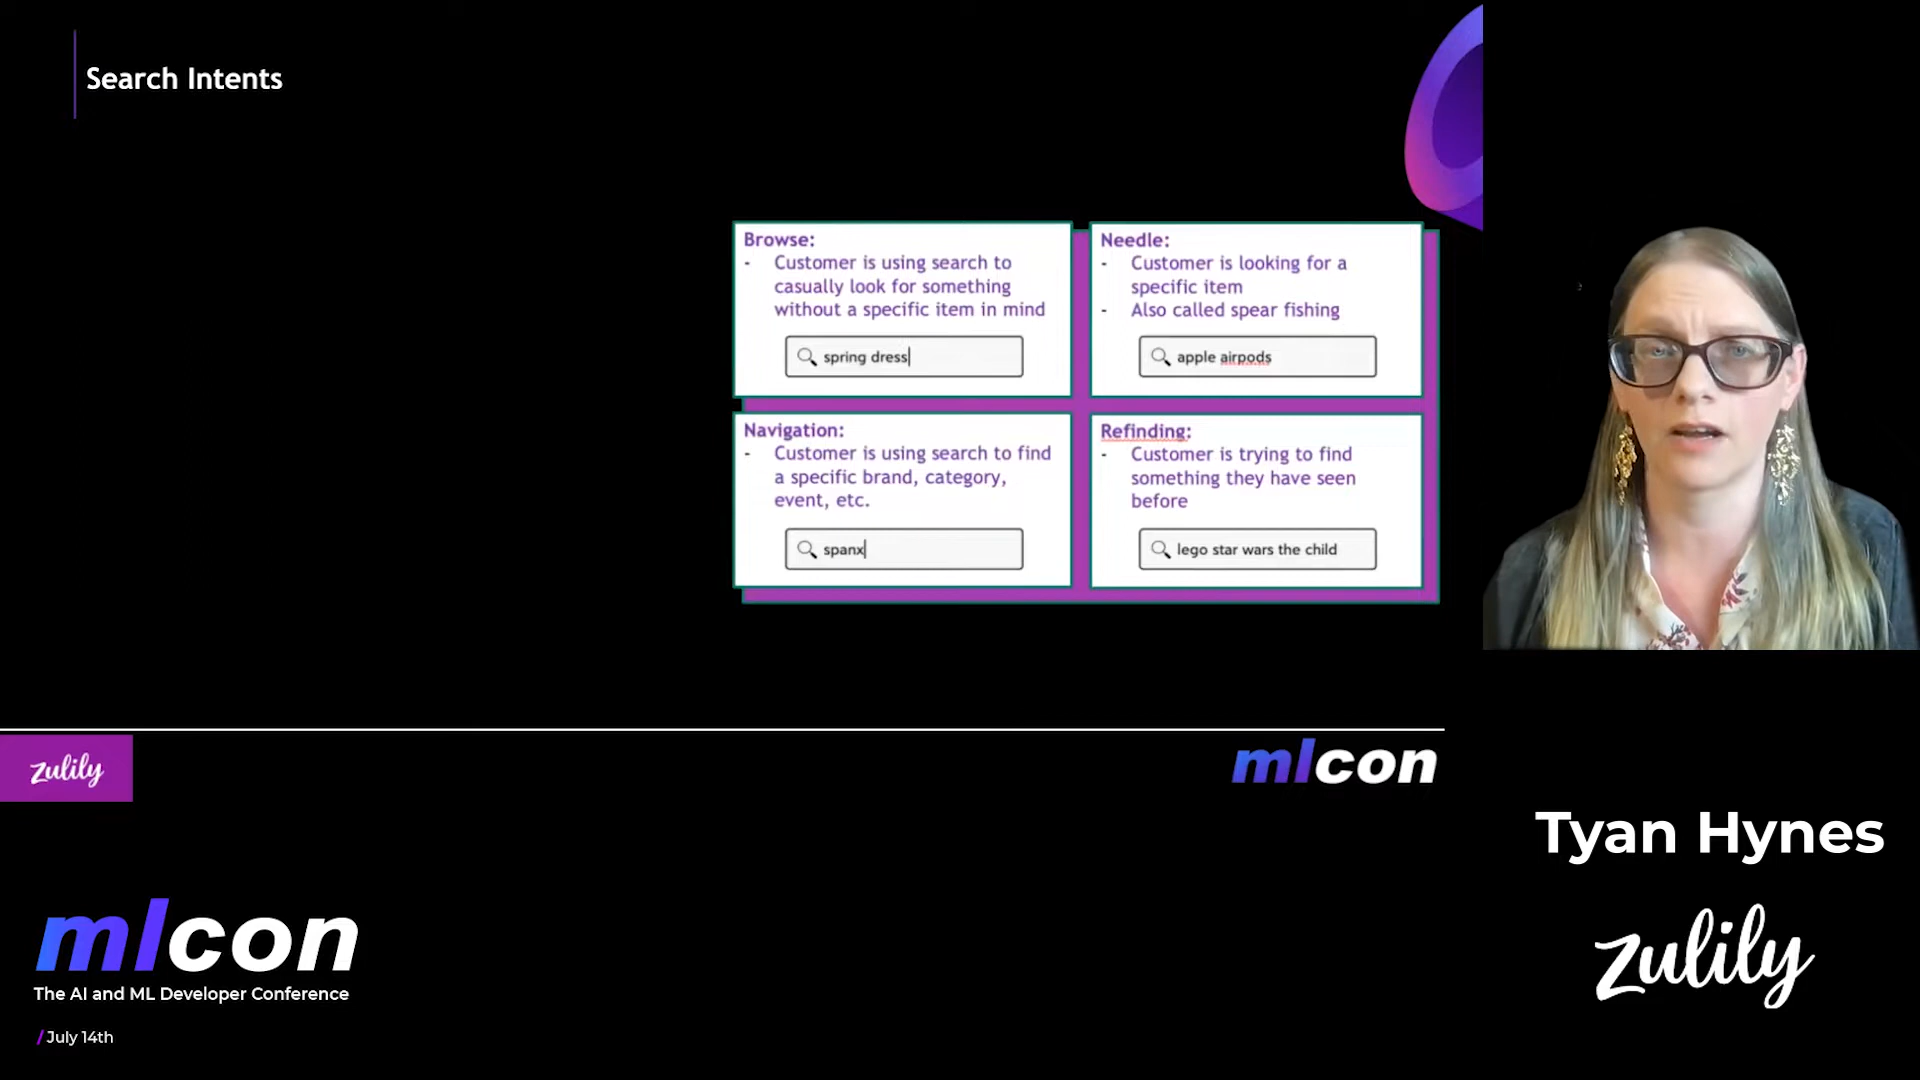 Search Intents
Browse:
- Customer is using search to
casually look for something
without a specific item in mind
spring dress
Needle:
- Customer is looking for a
specific item
- Also called spear fishing
apple airpods
Navigation:
- Customer is using search to find
a specific brand, category,
event, etc.
spanx
Refinding:
- Customer is trying to find
something they have seen
before
lego star wars the child
zulily
mlcon
Tyan Hynes
zulily
mlcon
The AI and ML Developer Conference
/ July 14th